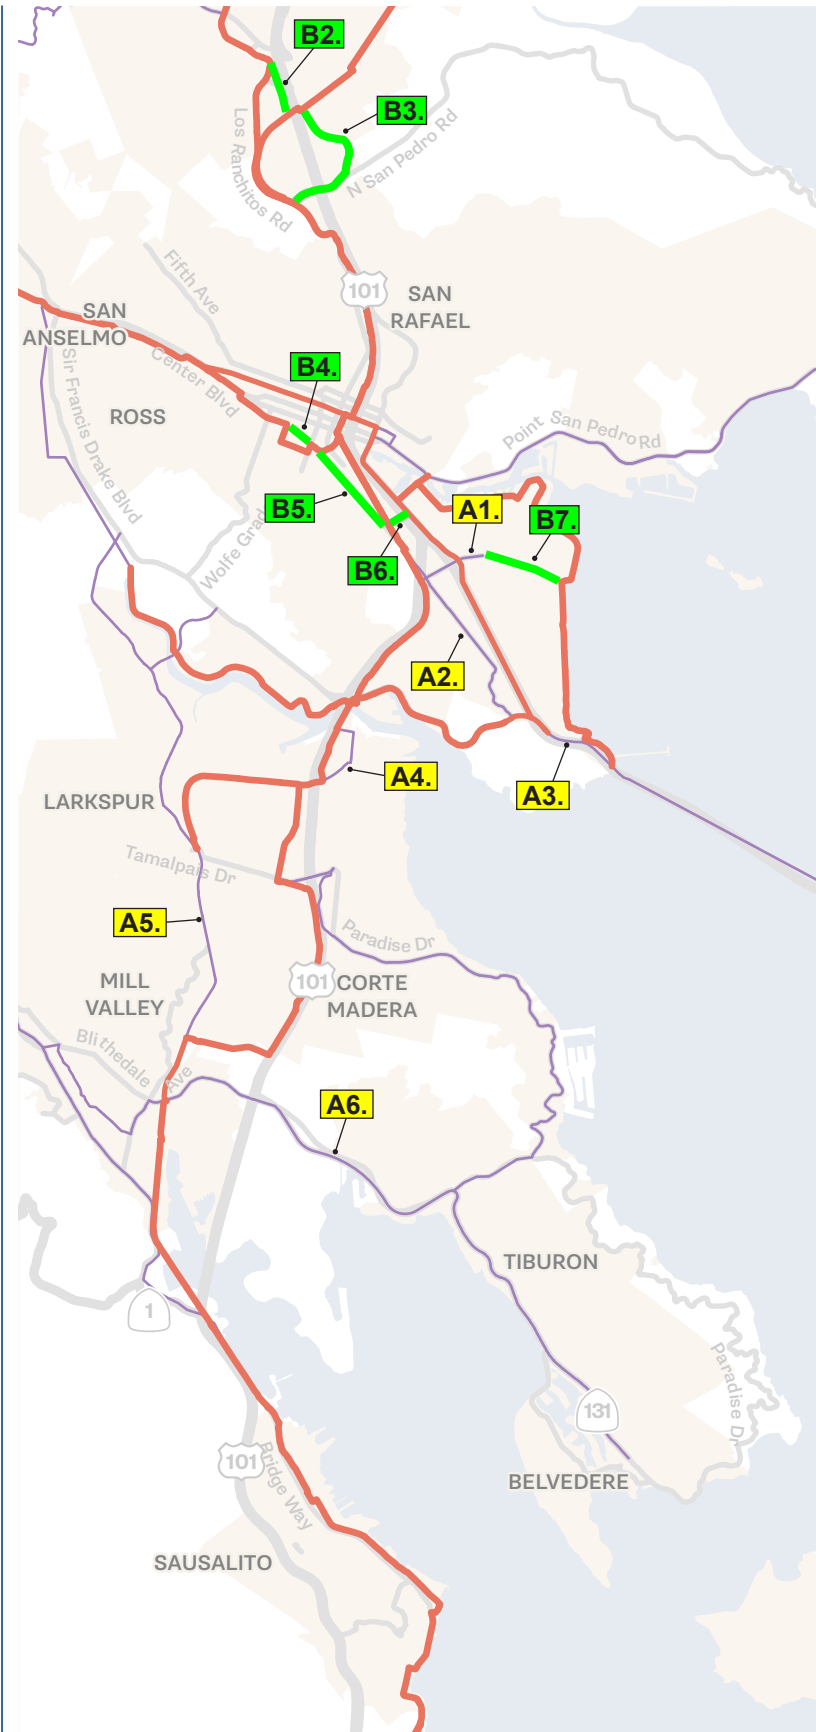 B2.
B3.
Los Ranchitos Rd
N San Pedro Rd
Fifth Ave
101
SAN
RAFAEL
SAN
ANSELMO
Center Blvd
Sir Francis Drake Blvd
B4.
ROSS
Point San Pedro Rd
B5.
A1.
B7.
Wolfe Grad
B6.
A2.
A4.
A3.
LARKSPUR
Tamalpais Dr
A5.
Paradise Dr
MILL
VALLEY
101
CORTE
MADERA
Blithedale Ave
A6.
TIBURON
1
Paradise Dr
131
101
Bridge Way
BELVEDERE
SAUSALITO